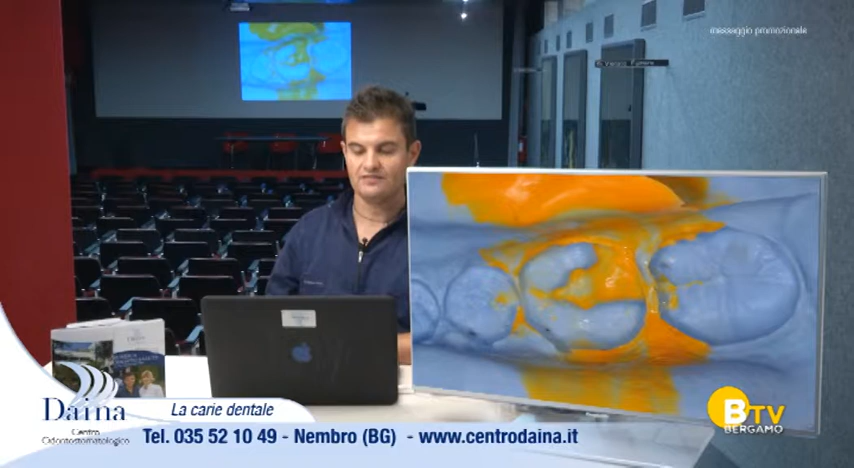 messaggio promozionale
Daina
Centro
Odontostomatologico
La carie dentale
Tel. 035 52 10 49 - Nembro (BG) - www.centrodaina.it
BTV
BERGAMO